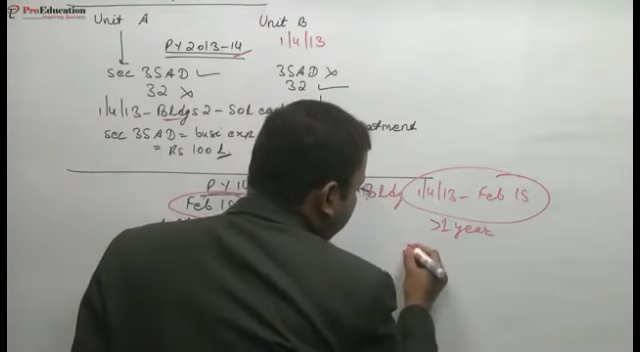 ProEducation
Inspiring Success
Unit A Unit B
PY 2013-14 1/4/13
Sec 35AD ✓ 35AD ×
32 × 32 ✓
1/4/13 - Bldgs 2 - 50L
Sec 35AD = busi exp
= Rs 100 L
PY 14 Bldg 1/4/13 - Feb 15
Feb 15 >1 year